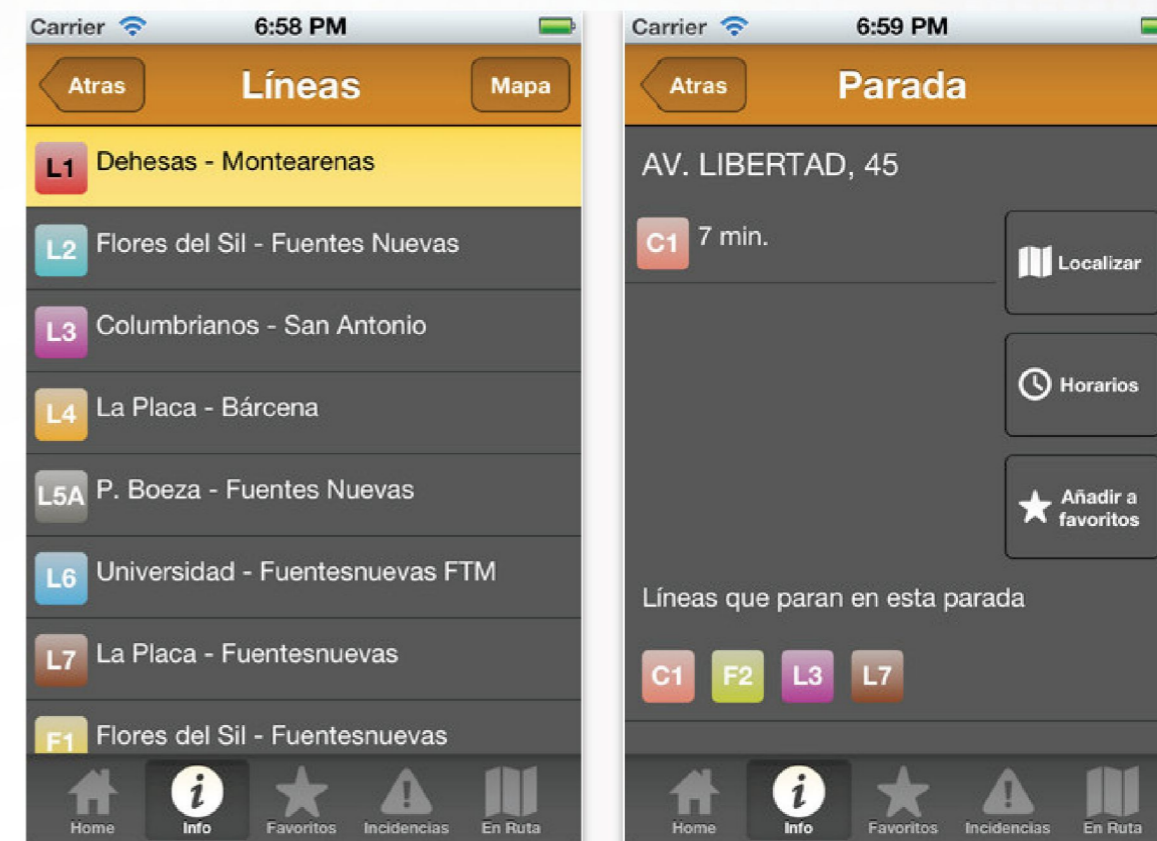 Carrier 6:58 PM
Atras Líneas Mapa
L1 Dehesas - Montearenas
L2 Flores del Sil - Fuentes Nuevas
L3 Columbrianos - San Antonio
L4 La Placa - Bárcena
L5A P. Boeza - Fuentes Nuevas
L6 Universidad - Fuentesnuevas FTM
L7 La Placa - Fuentesnuevas
F1 Flores del Sil - Fuentesnuevas
Home Info Favoritos Incidencias En Ruta
Carrier 6:59 PM
Atras Parada
AV. LIBERTAD, 45
C1 7 min.
Localizar
Horarios
Añadir a
favoritos
Líneas que paran en esta parada
C1 F2 L3 L7
Home Info Favoritos Incidencias En Ruta